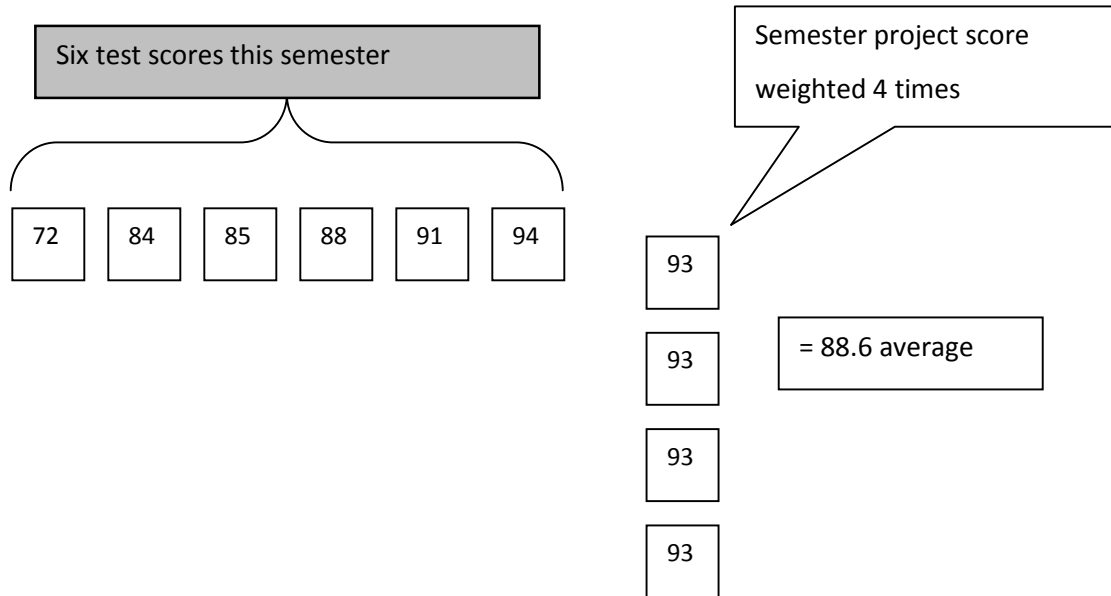 Six test scores this semester
Semester project score
weighted 4 times
72 84 85 88 91 94
93
93
= 88.6 average
93
93